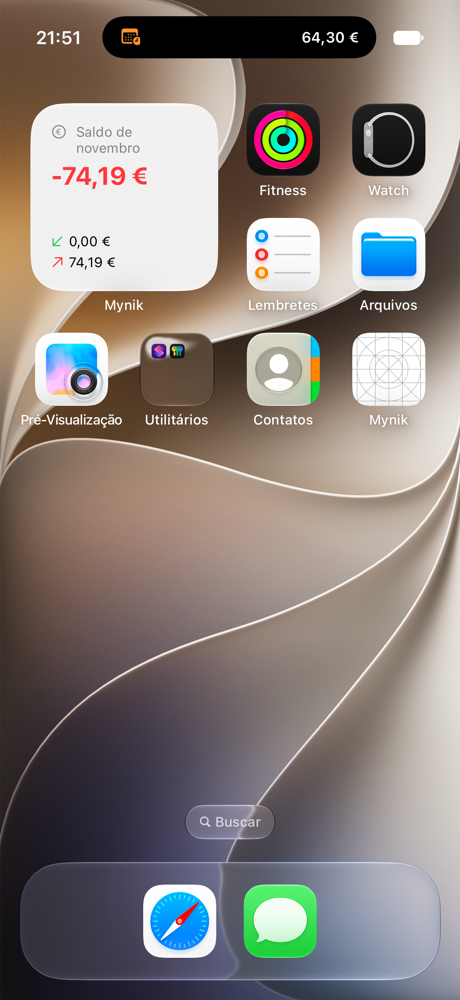 21:51
64,30 €
Saldo de
novembro
-74,19 €
0,00 €
74,19 €
Mynik
Fitness
Watch
Lembretes
Arquivos
Pré-Visualização
Utilitários
Contatos
Mynik
Buscar